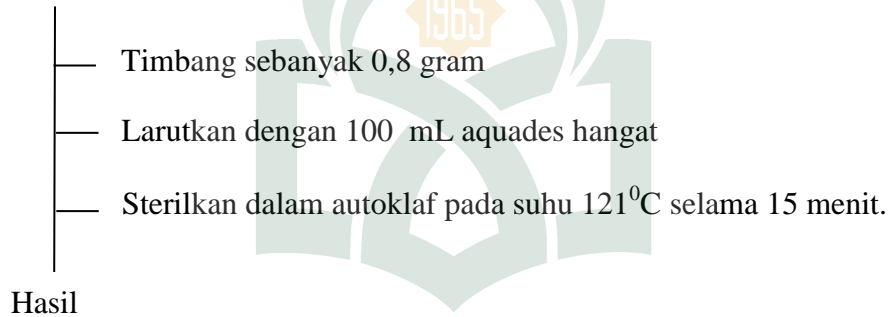 1965
Timbang sebanyak 0,8 gram
Larutkan dengan 100 mL aquades hangat
Sterilkan dalam autoklaf pada suhu 121⁰C selama 15 menit.
Hasil